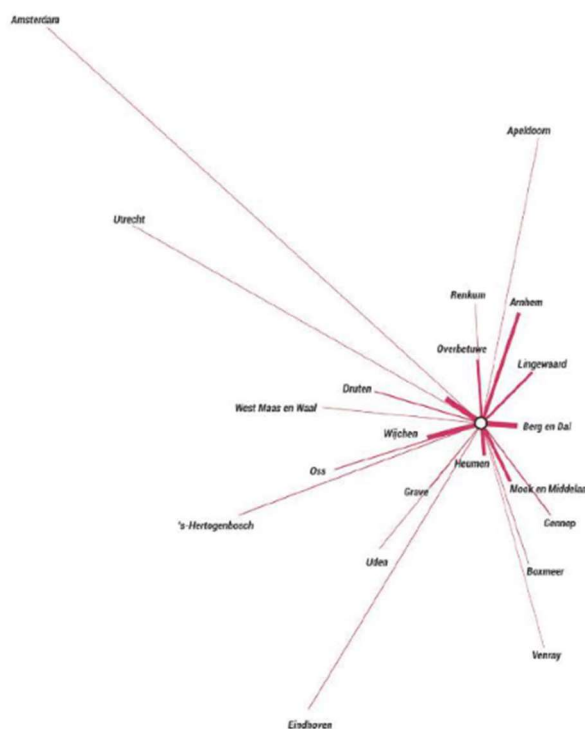 Amsterdam
Apeldoorn
Utrecht
Renkum
Arnhem
Overbetuwe
Lingewaard
Druten
West Maas en Waal
Berg en Dal
Wijchen
Heumen
Oss
Grave
Mook en Middelaa
's-Hertogenbosch
Gennep
Uden
Boxmeer
Venray
Eindhoven